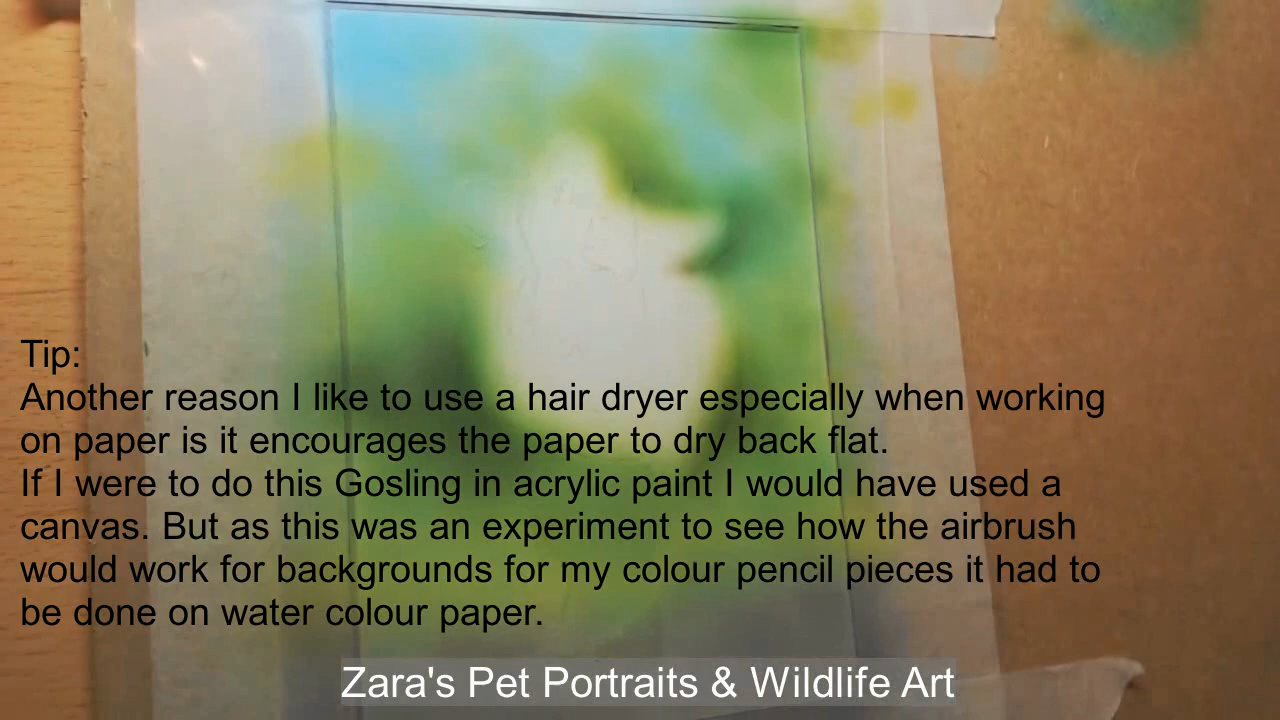 Tip:
Another reason I like to use a hair dryer especially when working
on paper is it encourages the paper to dry back flat.
If I were to do this Gosling in acrylic paint I would have used a
canvas. But as this was an experiment to see how the airbrush
would work for backgrounds for my colour pencil pieces it had to
be done on water colour paper.
Zara's Pet Portraits & Wildlife Art